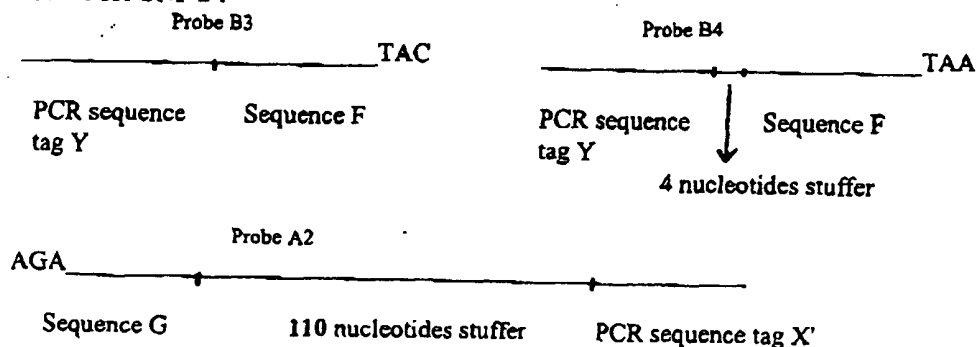 Probe B3
TAC
PCR sequence
tag Y
Sequence F
Probe B4
TAA
PCR sequence
tag Y
Sequence F
4 nucleotides stuffer
Probe A2
AGA
Sequence G
110 nucleotides stuffer
PCR sequence tag X'